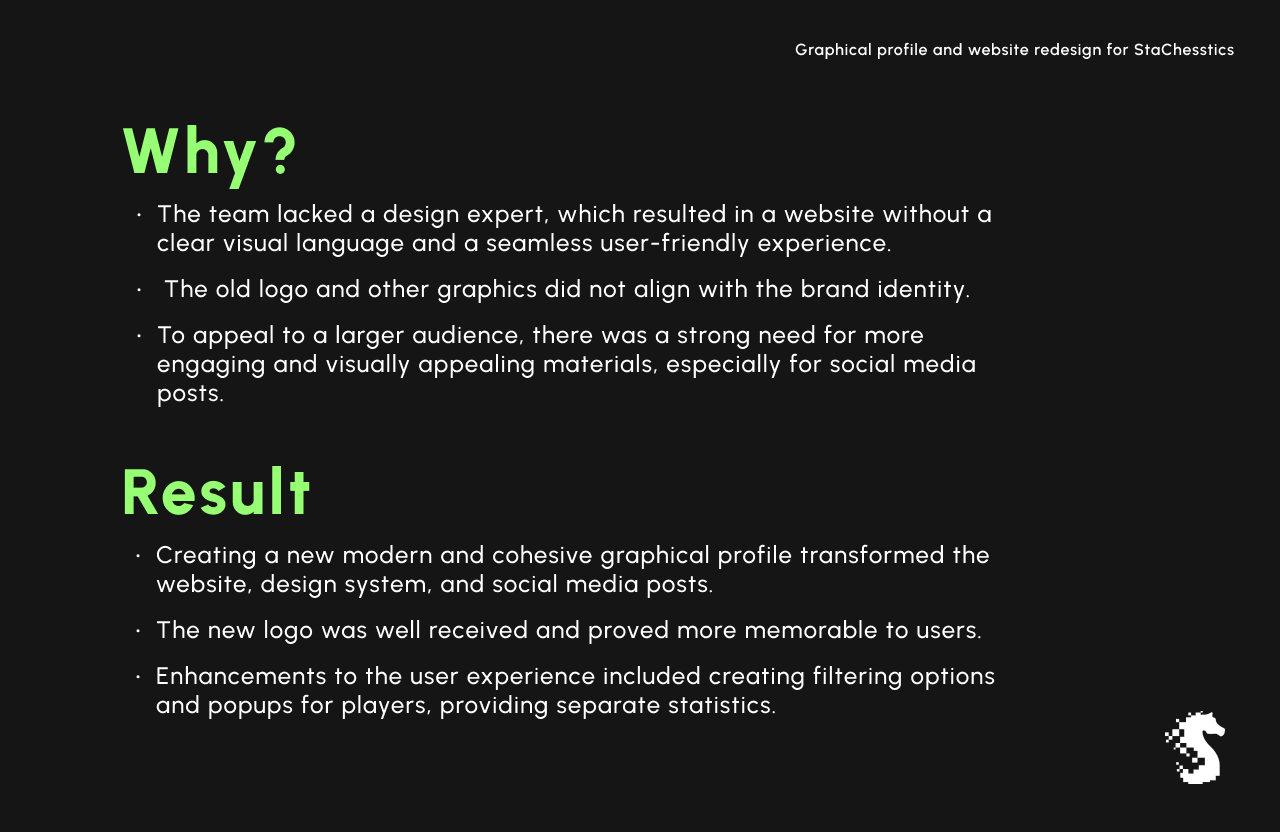 Graphical profile and website redesign for StaChesstics
Why?
· The team lacked a design expert, which resulted in a website without a
clear visual language and a seamless user-friendly experience.
· The old logo and other graphics did not align with the brand identity.
· To appeal to a larger audience, there was a strong need for more
engaging and visually appealing materials, especially for social media
posts.
Result
· Creating a new modern and cohesive graphical profile transformed the
website, design system, and social media posts.
· The new logo was well received and proved more memorable to users.
· Enhancements to the user experience included creating filtering options
and popups for players, providing separate statistics.